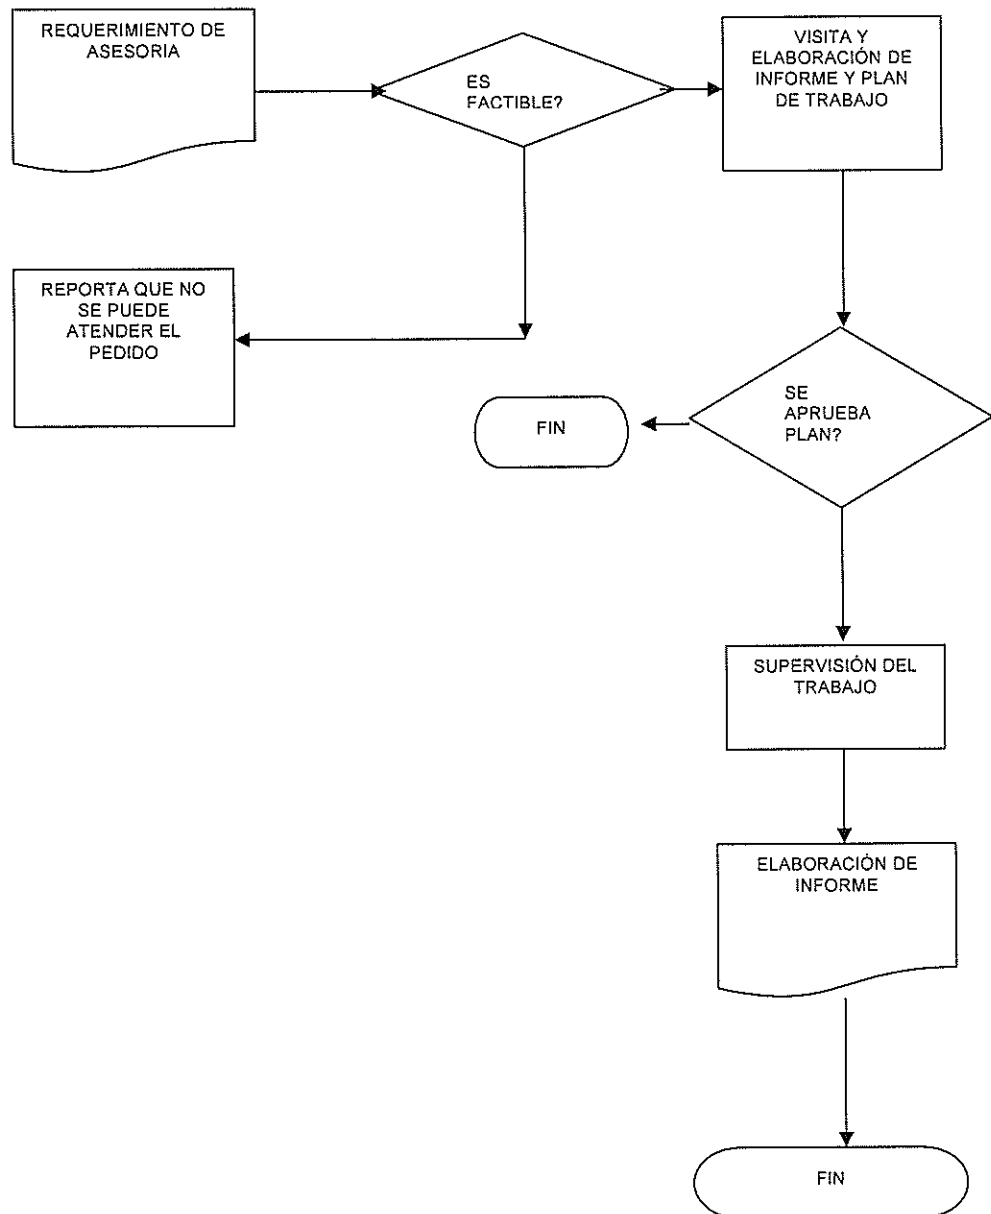 REQUERIMIENTO DE
ASESORIA
ES
FACTIBLE?
VISITA Y
ELABORACIÓN DE
INFORME Y PLAN
DE TRABAJO
REPORTA QUE NO
SE PUEDE
ATENDER EL
PEDIDO
FIN
SE
APRUEBA
PLAN?
SUPERVISIÓN DEL
TRABAJO
ELABORACIÓN DE
INFORME
FIN